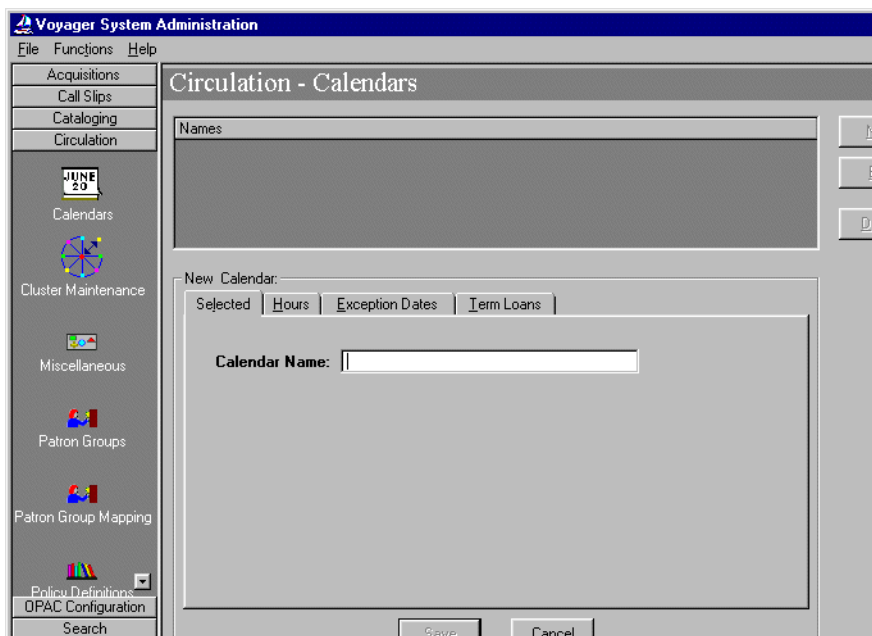 Voyager System Administration
File Functions Help
Acquisitions
Call Slips
Cataloging
Circulation
JUNE
20
Calendars
Cluster Maintenance
Miscellaneous
Patron Groups
Patron Group Mapping
Policy Definitions
OPAC Configuration
Search
Circulation - Calendars
Names
New Calendar:
Selected Hours Exception Dates Term Loans
Calendar Name:
Save Cancel